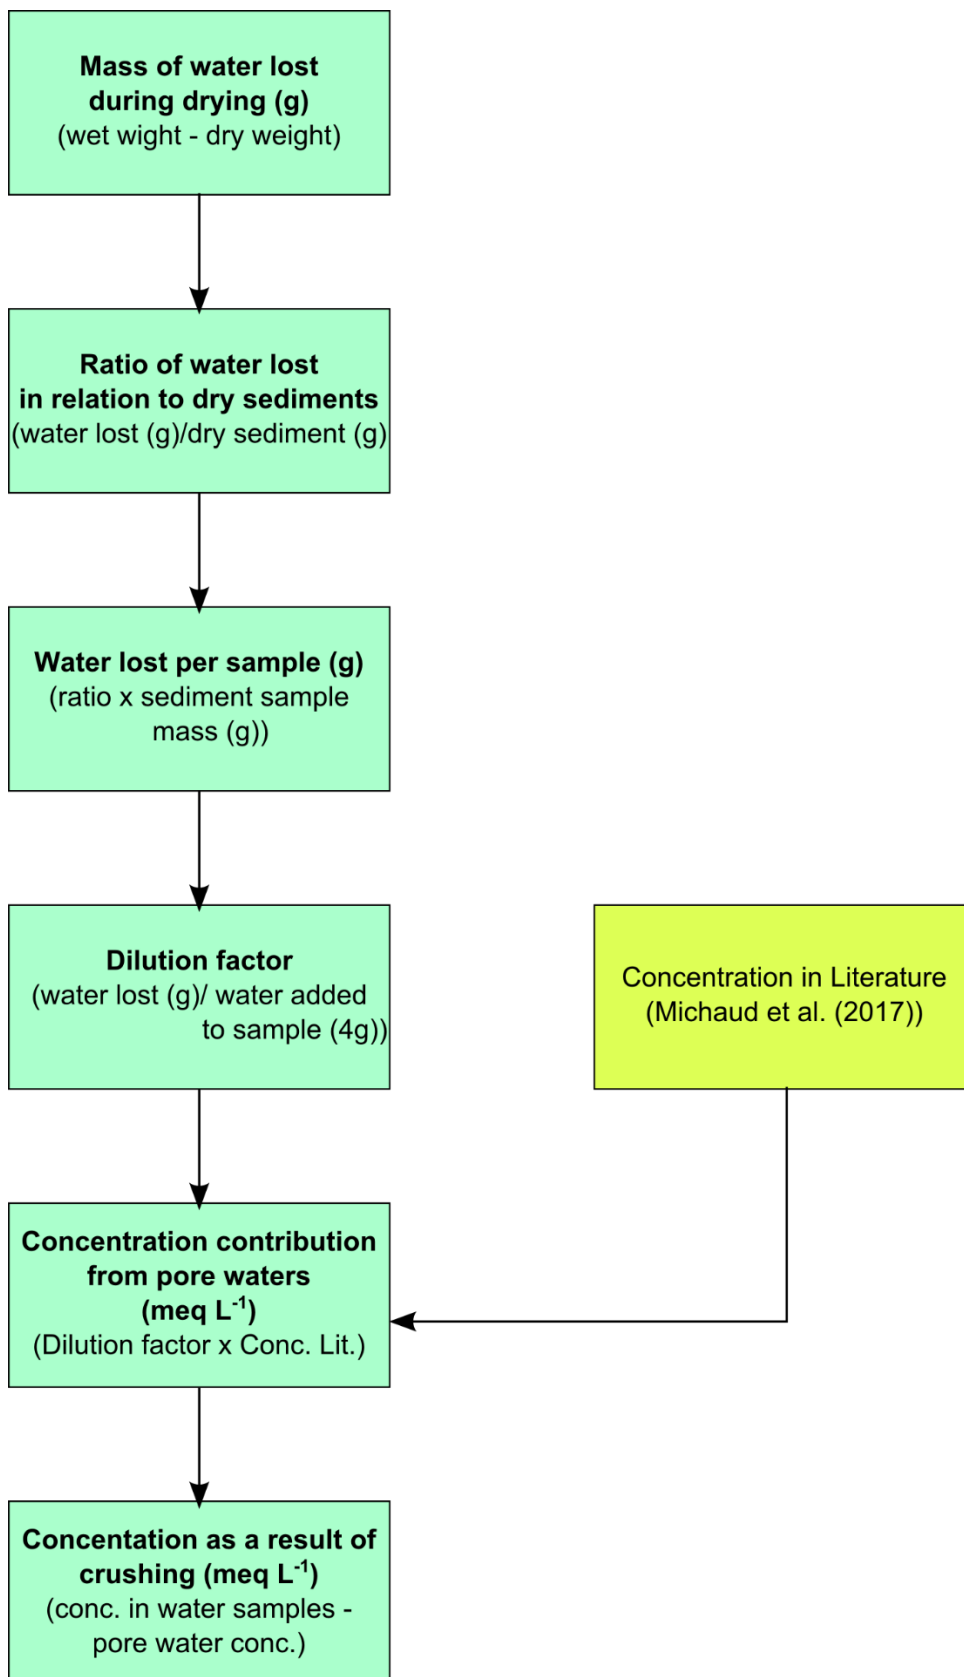 Mass of water lost
during drying (g)
(wet wight - dry weight)
Ratio of water lost
in relation to dry sediments
(water lost (g)/dry sediment (g)
Water lost per sample (g)
(ratio x sediment sample
mass (g))
Dilution factor
(water lost (g)/ water added
to sample (4g))
Concentration in Literature
(Michaud et al. (2017))
Concentration contribution
from pore waters
(meq L⁻¹)
(Dilution factor x Conc. Lit.)
Concentation as a result of
crushing (meq L⁻¹)
(conc. in water samples -
pore water conc.)